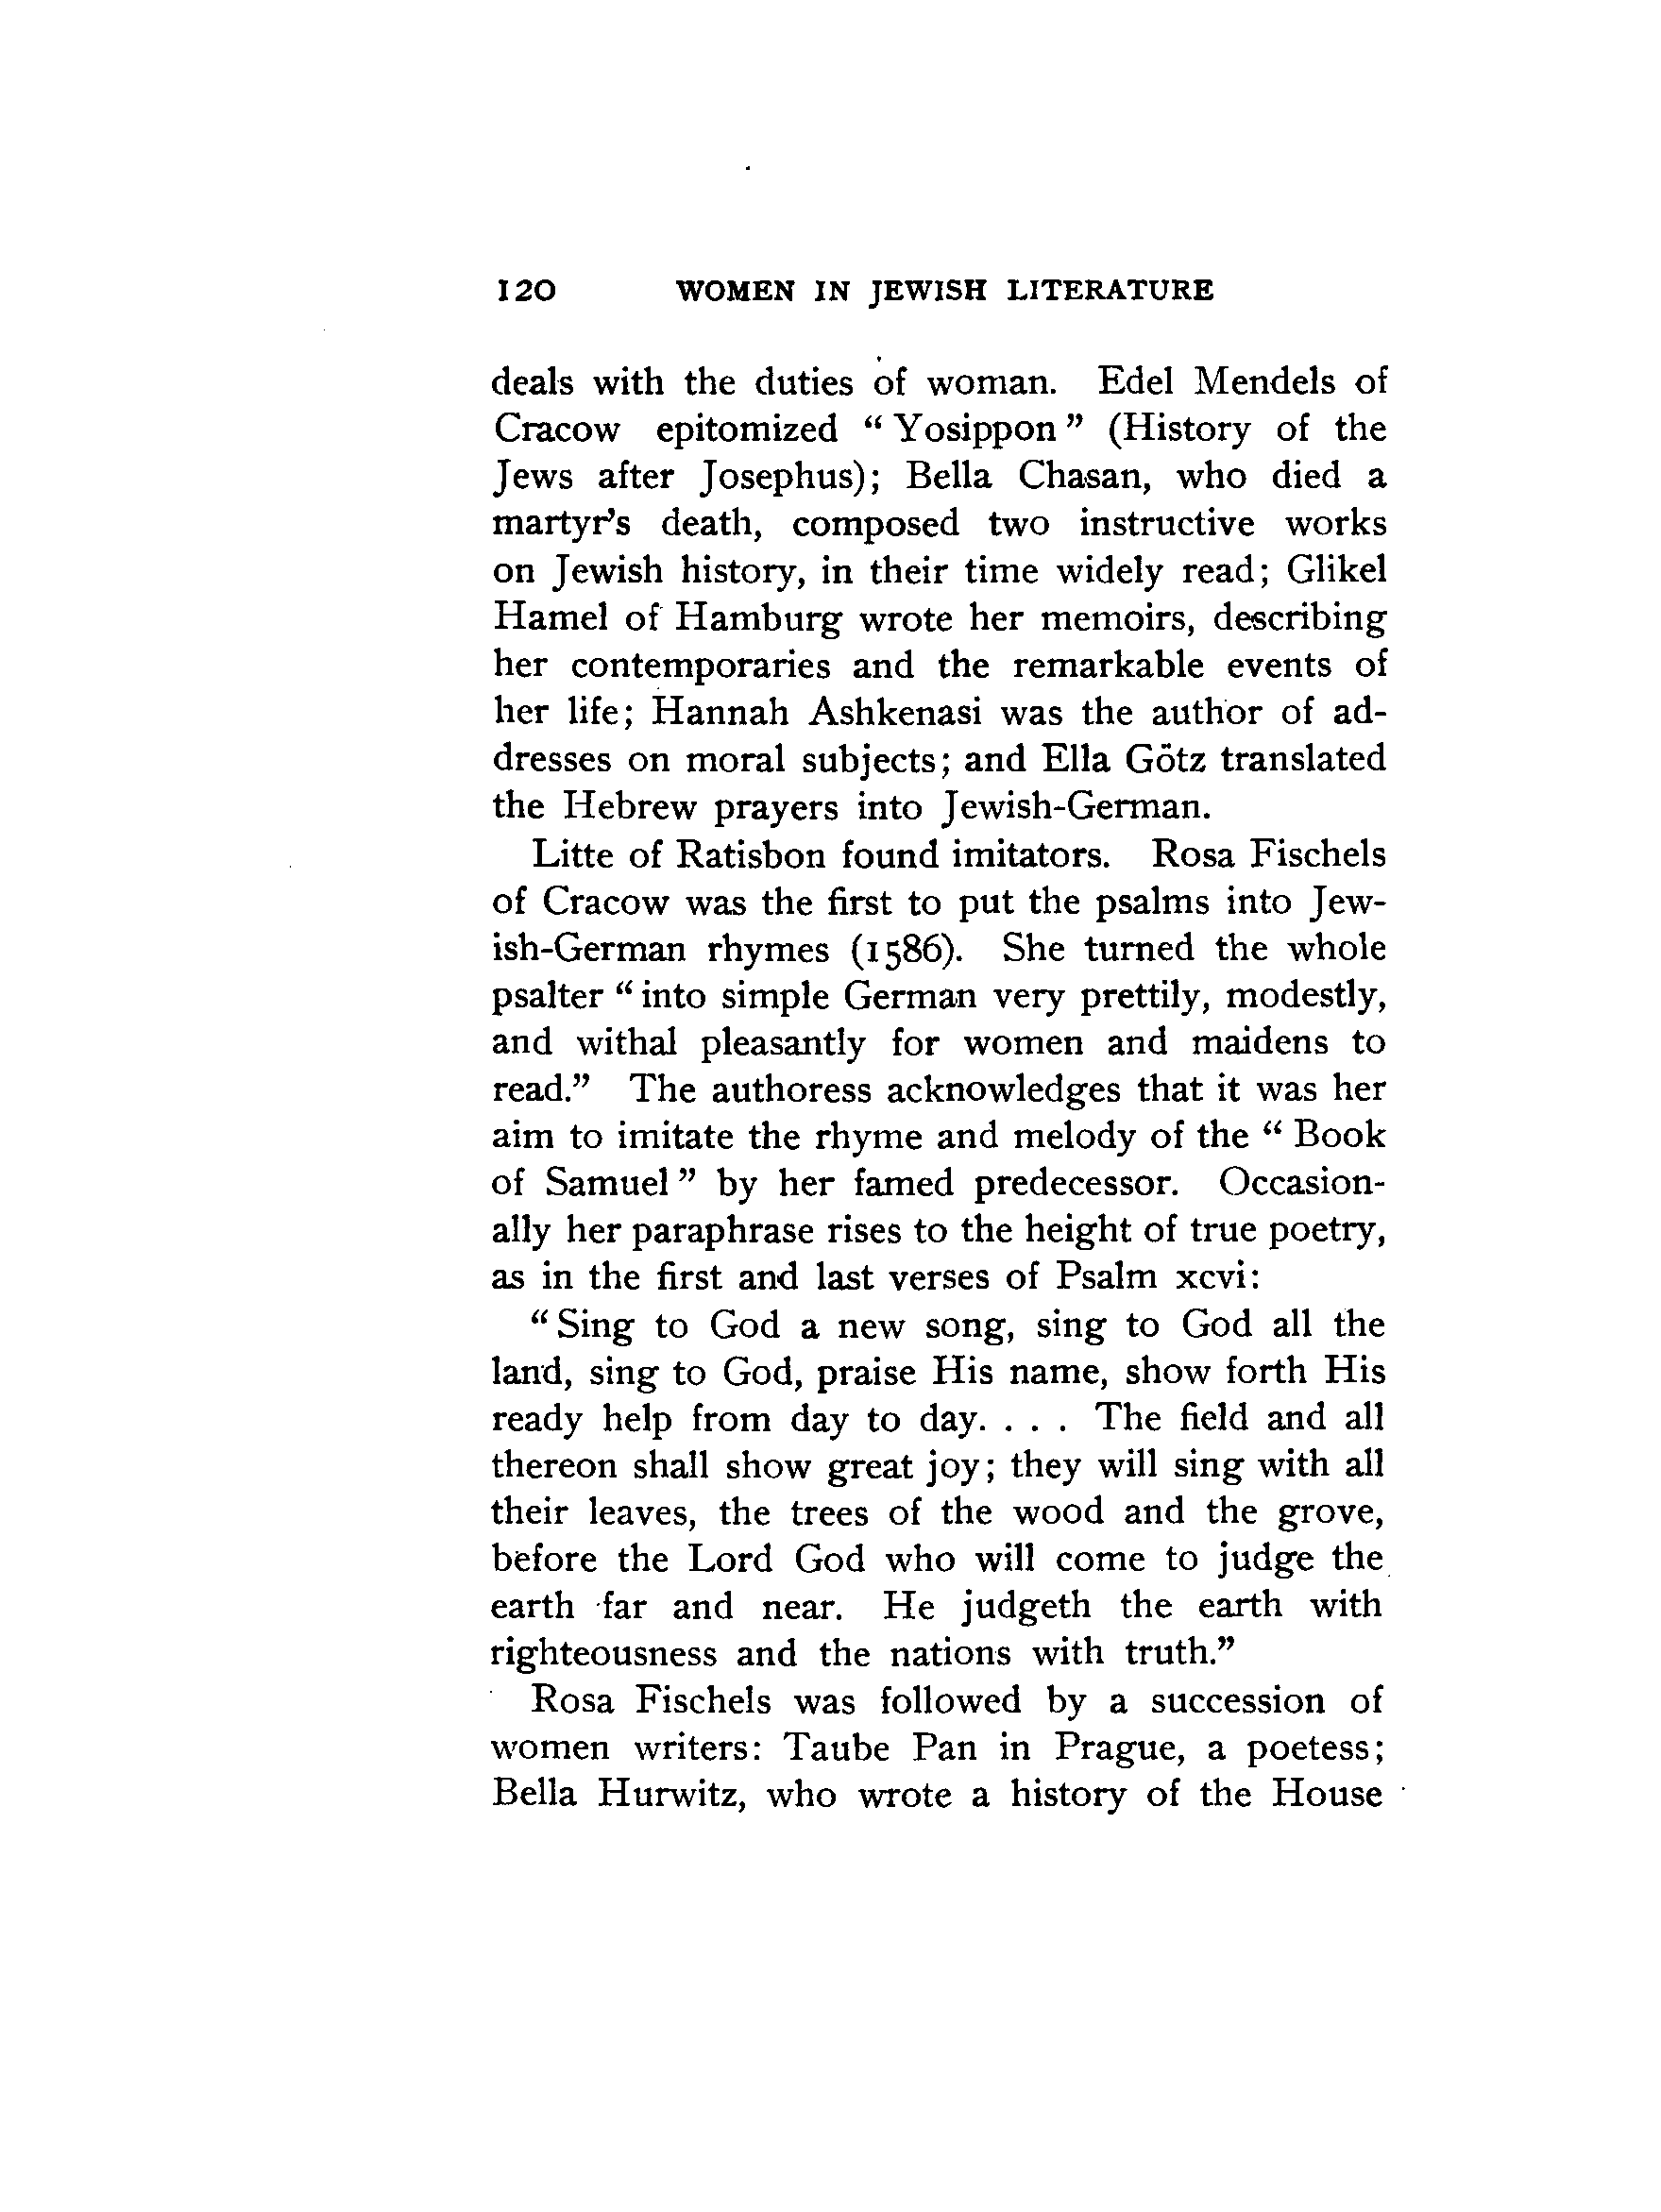 120 WOMEN IN JEWISH LITERATURE
deals with the duties of woman. Edel Mendels of
Cracow epitomized “ Yosippon ” (History of the
Jews after Josephus); Bella Chasan, who died a
martyr’s death, composed two instructive works
on Jewish history, in their time widely read; Glikel
Hamel of Hamburg wrote her memoirs, describing
her contemporaries and the remarkable events of
her life; Hannah Ashkenasi was the author of ad-
dresses on moral subjects; and Ella Götz translated
the Hebrew prayers into Jewish-German.
Litte of Ratisbon found imitators. Rosa Fischels
of Cracow was the first to put the psalms into Jew-
ish-German rhymes (1586). She turned the whole
psalter “ into simple German very prettily, modestly,
and withal pleasantly for women and maidens to
read.” The authoress acknowledges that it was her
aim to imitate the rhyme and melody of the “ Book
of Samuel ” by her famed predecessor. Occasion-
ally her paraphrase rises to the height of true poetry,
as in the first and last verses of Psalm xcvi:
“ Sing to God a new song, sing to God all the
land, sing to God, praise His name, show forth His
ready help from day to day. . . . The field and all
thereon shall show great joy; they will sing with all
their leaves, the trees of the wood and the grove,
before the Lord God who will come to judge the
earth far and near. He judgeth the earth with
righteousness and the nations with truth.”
Rosa Fischels was followed by a succession of
women writers: Taube Pan in Prague, a poetess;
Bella Hurwitz, who wrote a history of the House